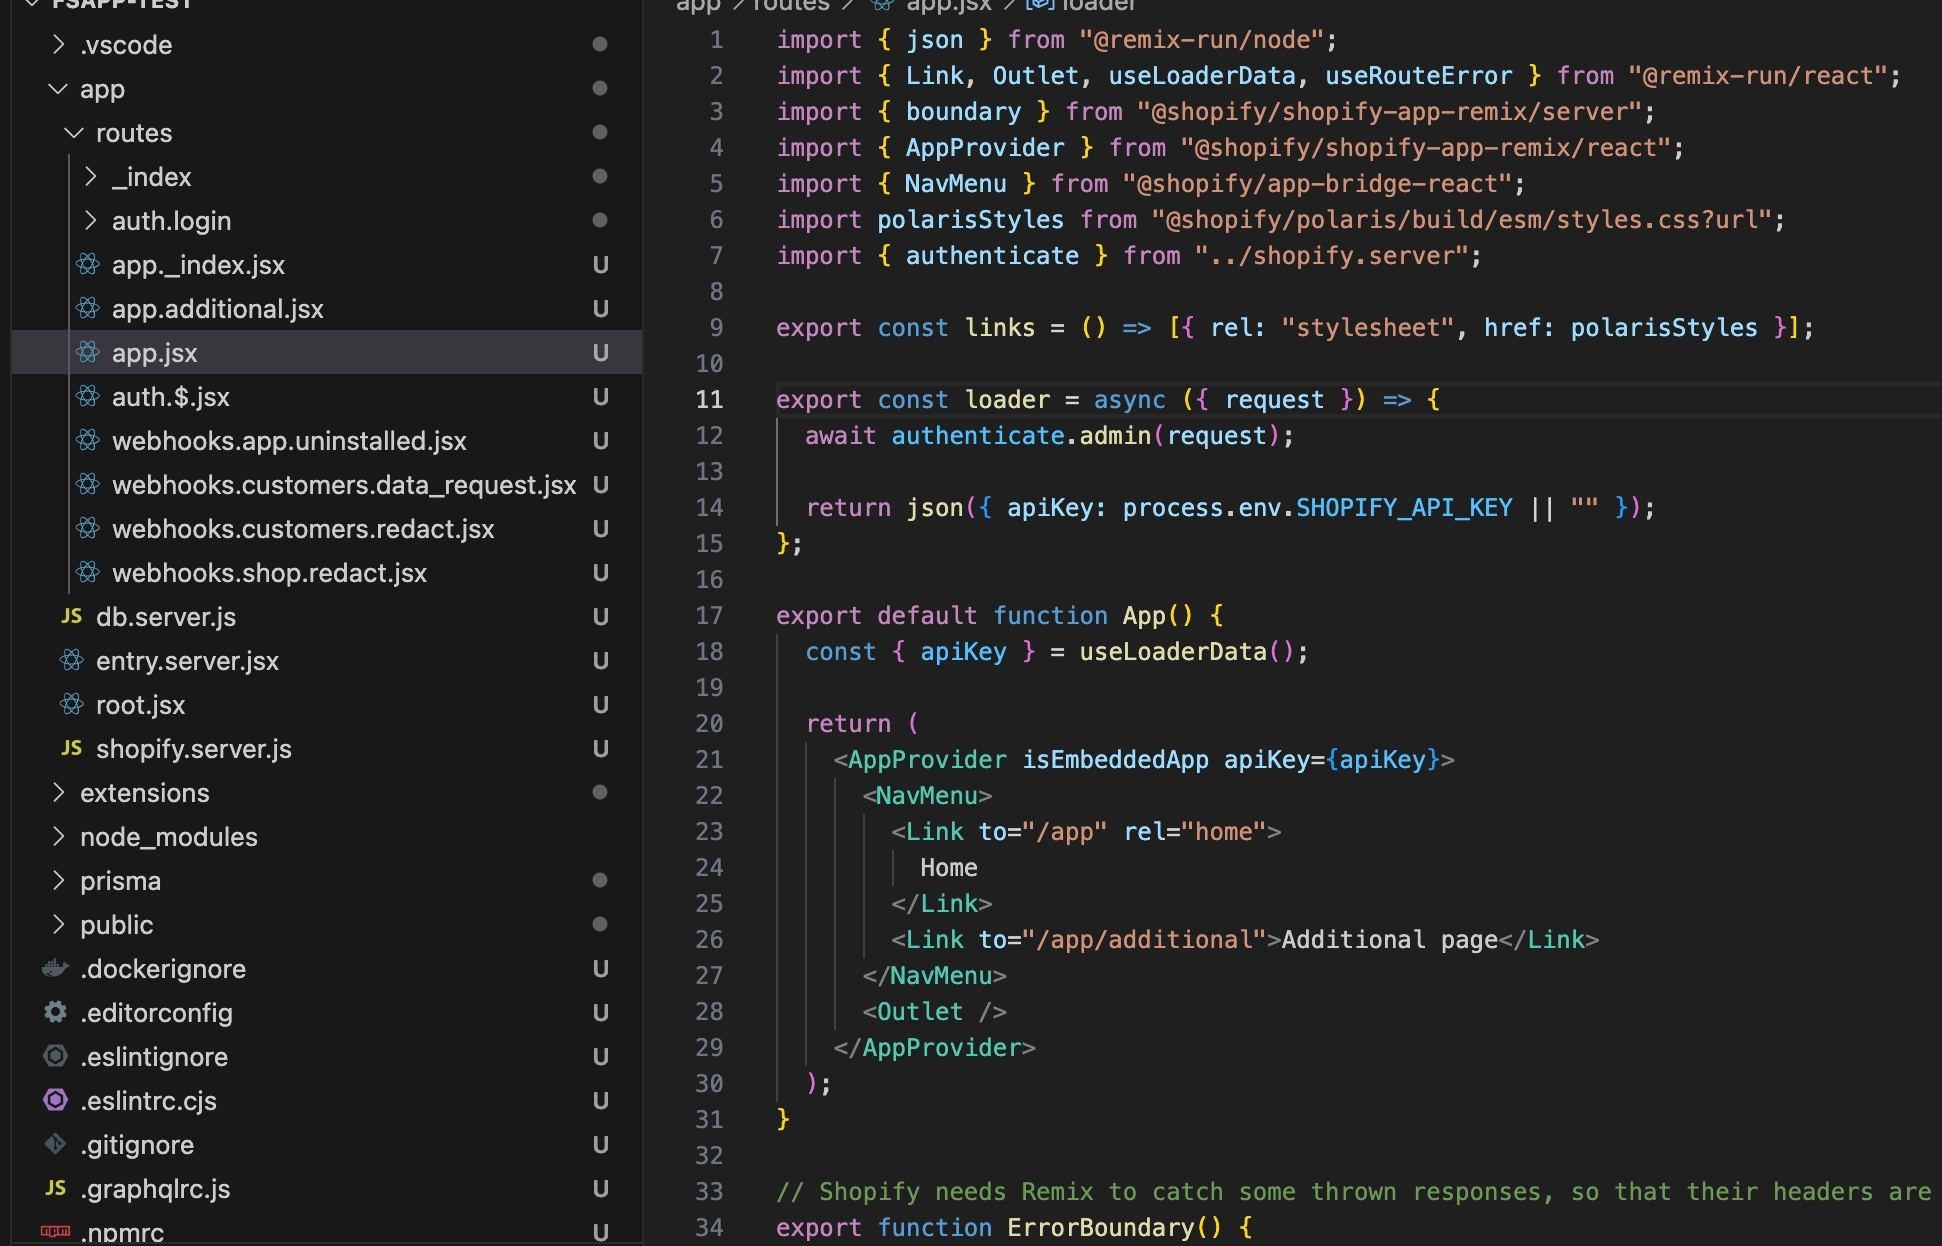 FSAPP-TEST
.vscode
app
routes
_index
auth.login
app._index.jsx U
app.additional.jsx U
app.jsx U
auth.$.jsx U
webhooks.app.uninstalled.jsx U
webhooks.customers.data_request.jsx U
webhooks.customers.redact.jsx U
webhooks.shop.redact.jsx U
JS db.server.js U
entry.server.jsx U
root.jsx U
JS shopify.server.js U
extensions
node_modules
prisma
public
.dockerignore U
.editorconfig U
.eslintignore U
.eslintrc.cjs U
.gitignore U
JS .graphqlrc.js U
.npmrc U
app > routes > app.jsx > loader
1 import { json } from "@remix-run/node";
2 import { Link, Outlet, useLoaderData, useRouteError } from "@remix-run/react";
3 import { boundary } from "@shopify/shopify-app-remix/server";
4 import { AppProvider } from "@shopify/shopify-app-remix/react";
5 import { NavMenu } from "@shopify/app-bridge-react";
6 import polarisStyles from "@shopify/polaris/build/esm/styles.css?url";
7 import { authenticate } from "../shopify.server";
8
9 export const links = () => [{ rel: "stylesheet", href: polarisStyles }];
10
11 export const loader = async ({ request }) => {
12   await authenticate.admin(request);
13
14   return json({ apiKey: process.env.SHOPIFY_API_KEY || "" });
15 };
16
17 export default function App() {
18   const { apiKey } = useLoaderData();
19
20   return (
21     <AppProvider isEmbeddedApp apiKey={apiKey}>
22       <NavMenu>
23         <Link to="/app" rel="home">
24           Home
25         </Link>
26         <Link to="/app/additional">Additional page</Link>
27       </NavMenu>
28       <Outlet />
29     </AppProvider>
30   );
31 }
32
33 // Shopify needs Remix to catch some thrown responses, so that their headers are
34 export function ErrorBoundary() {